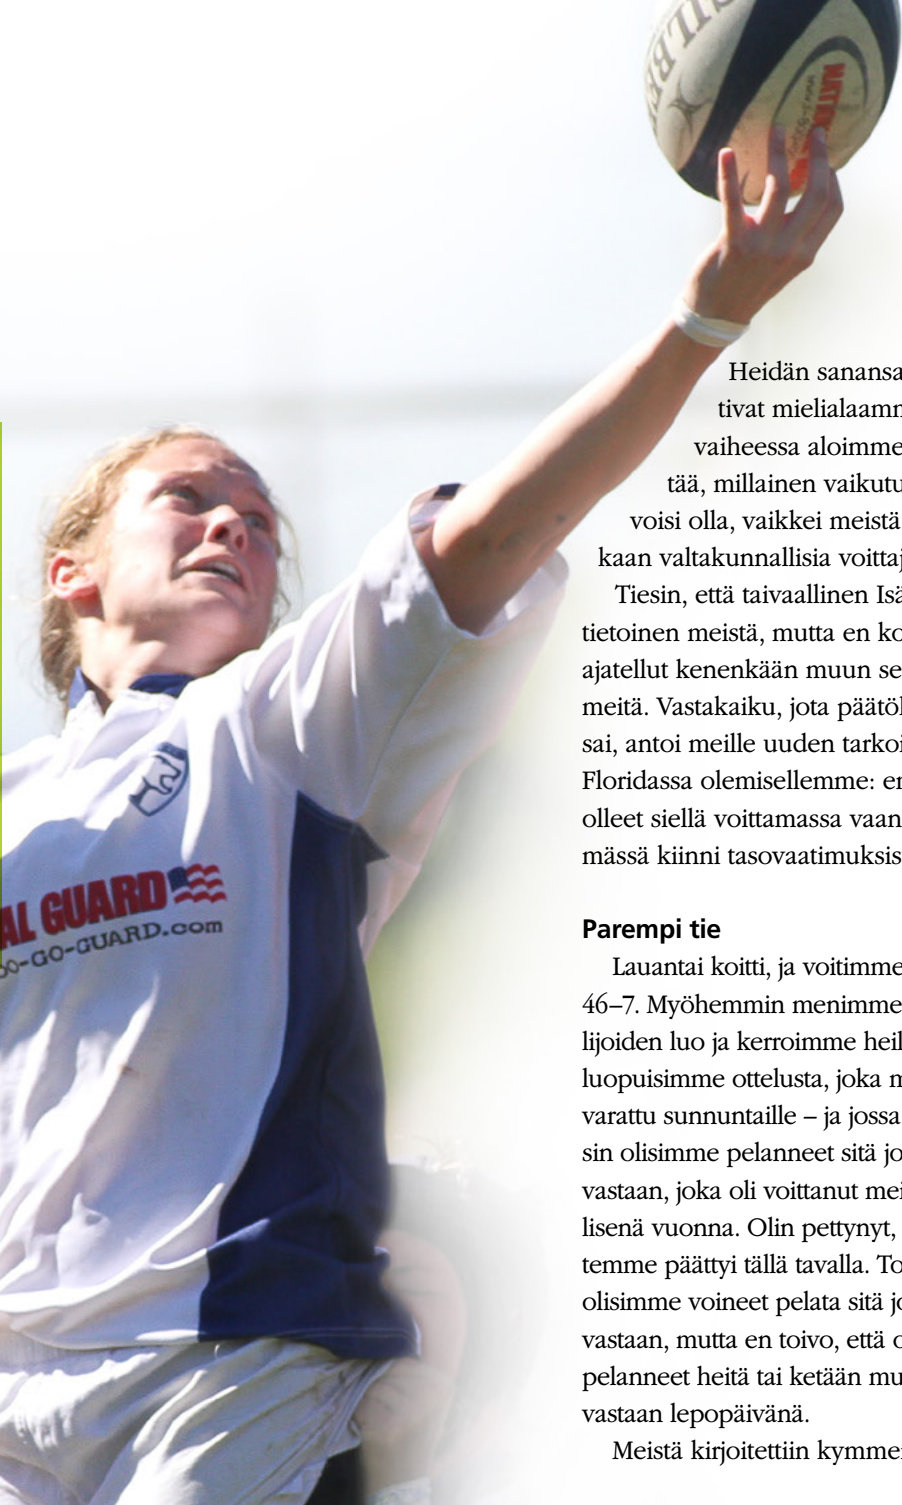 GILBE
Heidän sanansa
tivat mielialaamm
vaiheessa aloimme
tää, millainen vaikutu
voisi olla, vaikkei meistä
kaan valtakunnallisia voittaj
Tiesin, että taivaallinen Isä
tietoinen meistä, mutta en ko
ajatellut kenenkään muun se
meitä. Vastakaiku, jota päätö
sai, antoi meille uuden tarkoi
Floridassa olemisellemme: en
olleet siellä voittamassa vaan
mässä kiinni tasovaatimuksis
Parempi tie
Lauantai koitti, ja voitimme
46–7. Myöhemmin menimme
lijoiden luo ja kerroimme heil
luopuisimme ottelusta, joka m
varattu sunnuntaille – ja jossa
sin olisimme pelanneet sitä jo
vastaan, joka oli voittanut mei
lisenä vuonna. Olin pettynyt,
temme päättyi tällä tavalla. To
olisimme voineet pelata sitä jo
vastaan, mutta en toivo, että o
pelanneet heitä tai ketään mu
vastaan lepopäivänä.
Meistä kirjoitettiin kymme
AL GUARD
-GO-GUARD.com